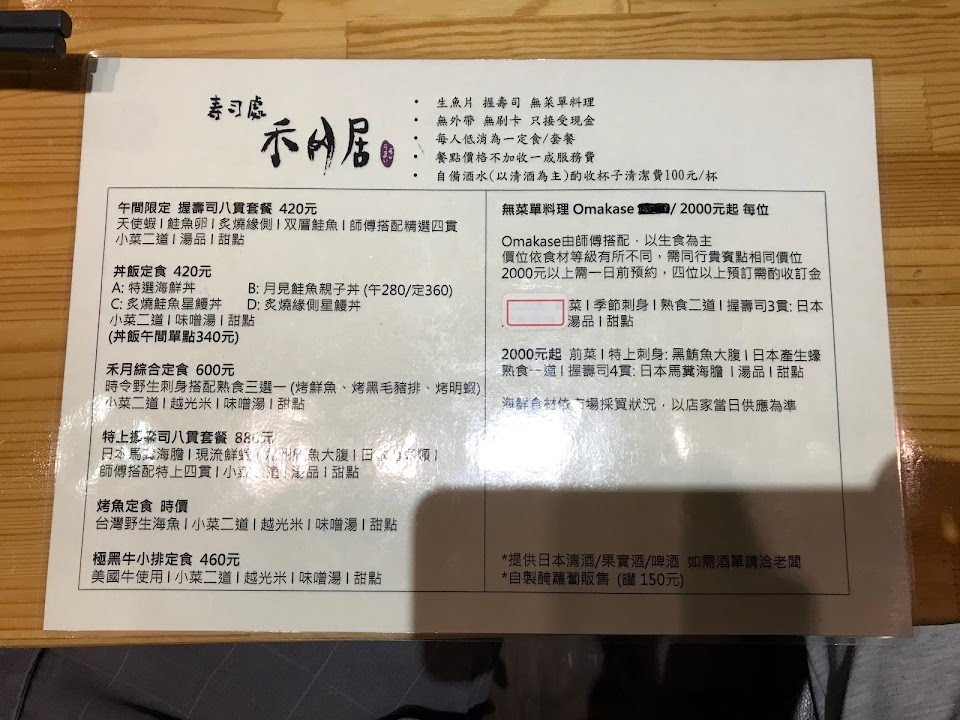 寿司處
禾月居
• 生魚片 握壽司 無菜單料理
• 無外帶 無刷卡 只接受現金
• 每人低消為一定食/套餐
• 餐點價格不加收一成服務費
• 自備酒水(以清酒為主)酌收杯子清潔費100元/杯
午間限定 握壽司八貫套餐 420元
天使蝦 l 鮭魚卵 l 炙燒緣側 l 双層鮭魚 l 師傅搭配精選四貫
小菜二道 l 湯品 l 甜點
丼飯定食 420元
A: 特選海鮮丼 B: 月見鮭魚親子丼 (午280/定360)
C: 炙燒鮭魚星鰻丼 D: 炙燒緣側星鰻丼
小菜二道 l 味噌湯 l 甜點
(丼飯午間單點340元)
禾月綜合定食 600元
時令野生刺身搭配熟食三選一 (烤鮮魚、烤黑毛豬排、烤明蝦)
小菜二道 l 越光米 l 味噌湯 l 甜點
特上握壽司八貫套餐 880元
日本馬糞海膽 l 現流鮮蝦 l 魚大腹 l 日本
師傅搭配特上四貫 l 小菜二道 l 湯品 l 甜點
烤魚定食 時價
台灣野生海魚 l 小菜二道 l 越光米 l 味噌湯 l 甜點
極黑牛小排定食 460元
美國牛使用 l 小菜二道 l 越光米 l 味噌湯 l 甜點
無菜單料理 Omakase / 2000元起 每位
Omakase由師傅搭配，以生食為主
價位依食材等級有所不同，需同行貴賓點相同價位
2000元以上需一日前預約，四位以上預訂需酌收訂金
菜 l 季節刺身 l 熟食二道 l 握壽司3貫: 日本
湯品 l 甜點
2000元起 前菜 l 特上刺身: 黑鮪魚大腹 l 日本產生蠔
熟食一道 l 握壽司4貫: 日本馬糞海膽 l 湯品 l 甜點
海鮮食材依市場採買狀況，以店家當日供應為準
*提供日本清酒/果實酒/啤酒 如需酒單請洽老闆
*自製醃蘿蔔販售 (罐 150元)